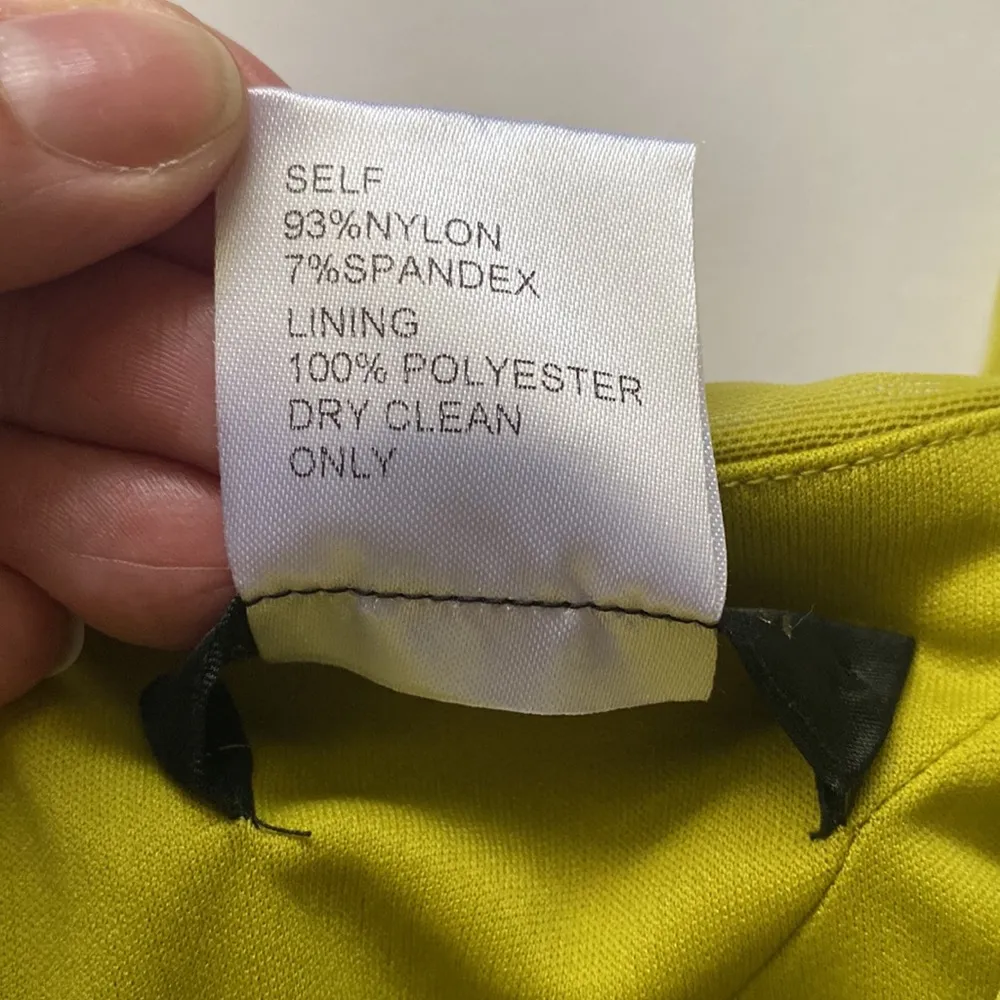 SELF
93%NYLON
7%SPANDEX
LINING
100% POLYESTER
DRY CLEAN
ONLY